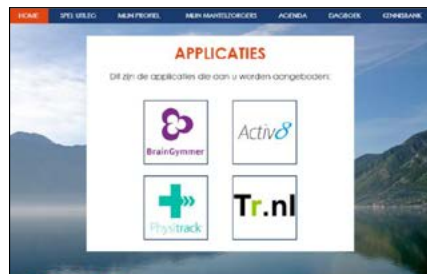 HOME SPEL UITLEG MIJN PROFIEL MIJN MANTELZORGERS AGENDA DAGBOEK KENNISBANK
APPLICATIES
Dit zijn de applicaties die aan u worden aangeboden:
BrainGymmer
Activ8
Physitrack
Tr.nl